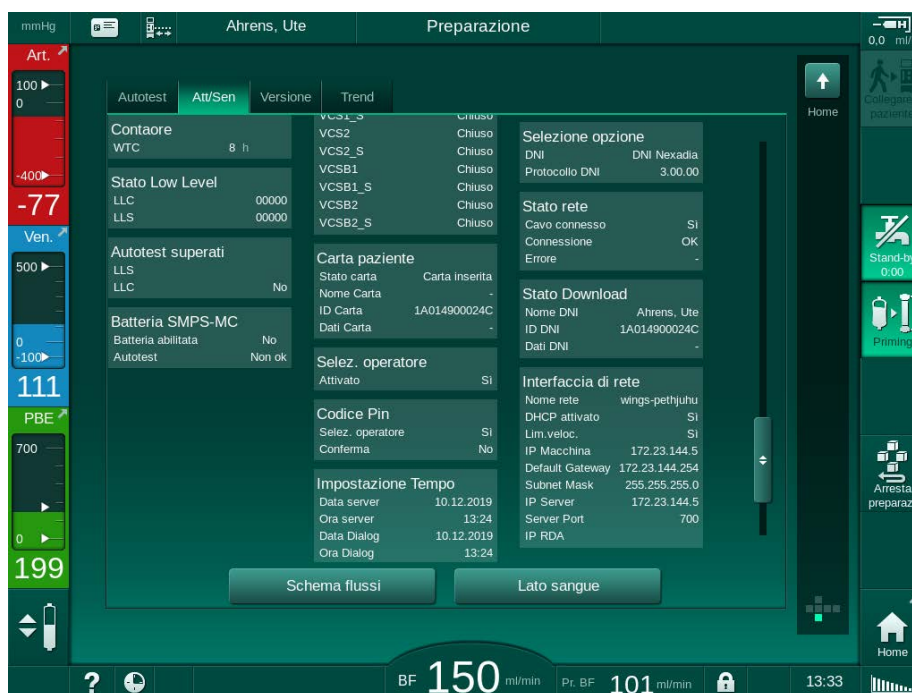 mmHg
Ahrens, Ute
Preparazione
0,0 ml/
Art.
100
0
-400
-77
Ven.
500
0
-100
111
PBE
700
0
199
Autotest
Att/Sen
Versione
Trend
Contaore
WTC 8 h
Stato Low Level
LLC 00000
LLS 00000
Autotest superati
LLS
LLC No
Batteria SMPS-MC
Batteria abilitata No
Autotest Non ok
VCS1_S Chiuso
VCS2 Chiuso
VCS2_S Chiuso
VCSB1 Chiuso
VCSB1_S Chiuso
VCSB2 Chiuso
VCSB2_S Chiuso
Carta paziente
Stato carta Carta inserita
Nome Carta -
ID Carta 1A014900024C
Dati Carta -
Selez. operatore
Attivato Sì
Codice Pin
Selez. operatore Sì
Conferma No
Impostazione Tempo
Data server 10.12.2019
Ora server 13:24
Data Dialog 10.12.2019
Ora Dialog 13:24
Selezione opzione
DNI DNI Nexadia
Protocollo DNI 3.00.00
Stato rete
Cavo connesso Sì
Connessione OK
Errore -
Stato Download
Nome DNI Ahrens, Ute
ID DNI 1A014900024C
Dati DNI -
Interfaccia di rete
Nome rete wings-pethjuhu
DHCP attivato Sì
Lim.veloc. Sì
IP Macchina 172.23.144.5
Default Gateway 172.23.144.254
Subnet Mask 255.255.255.0
IP Server 172.23.144.5
Server Port 700
IP RDA
Schema flussi
Lato sangue
Home
Collegare
paziente
Stand-by
0:00
Priming
Arresta
preparaz
Home
?
BF 150 ml/min
Pr. BF 101 ml/min
13:33